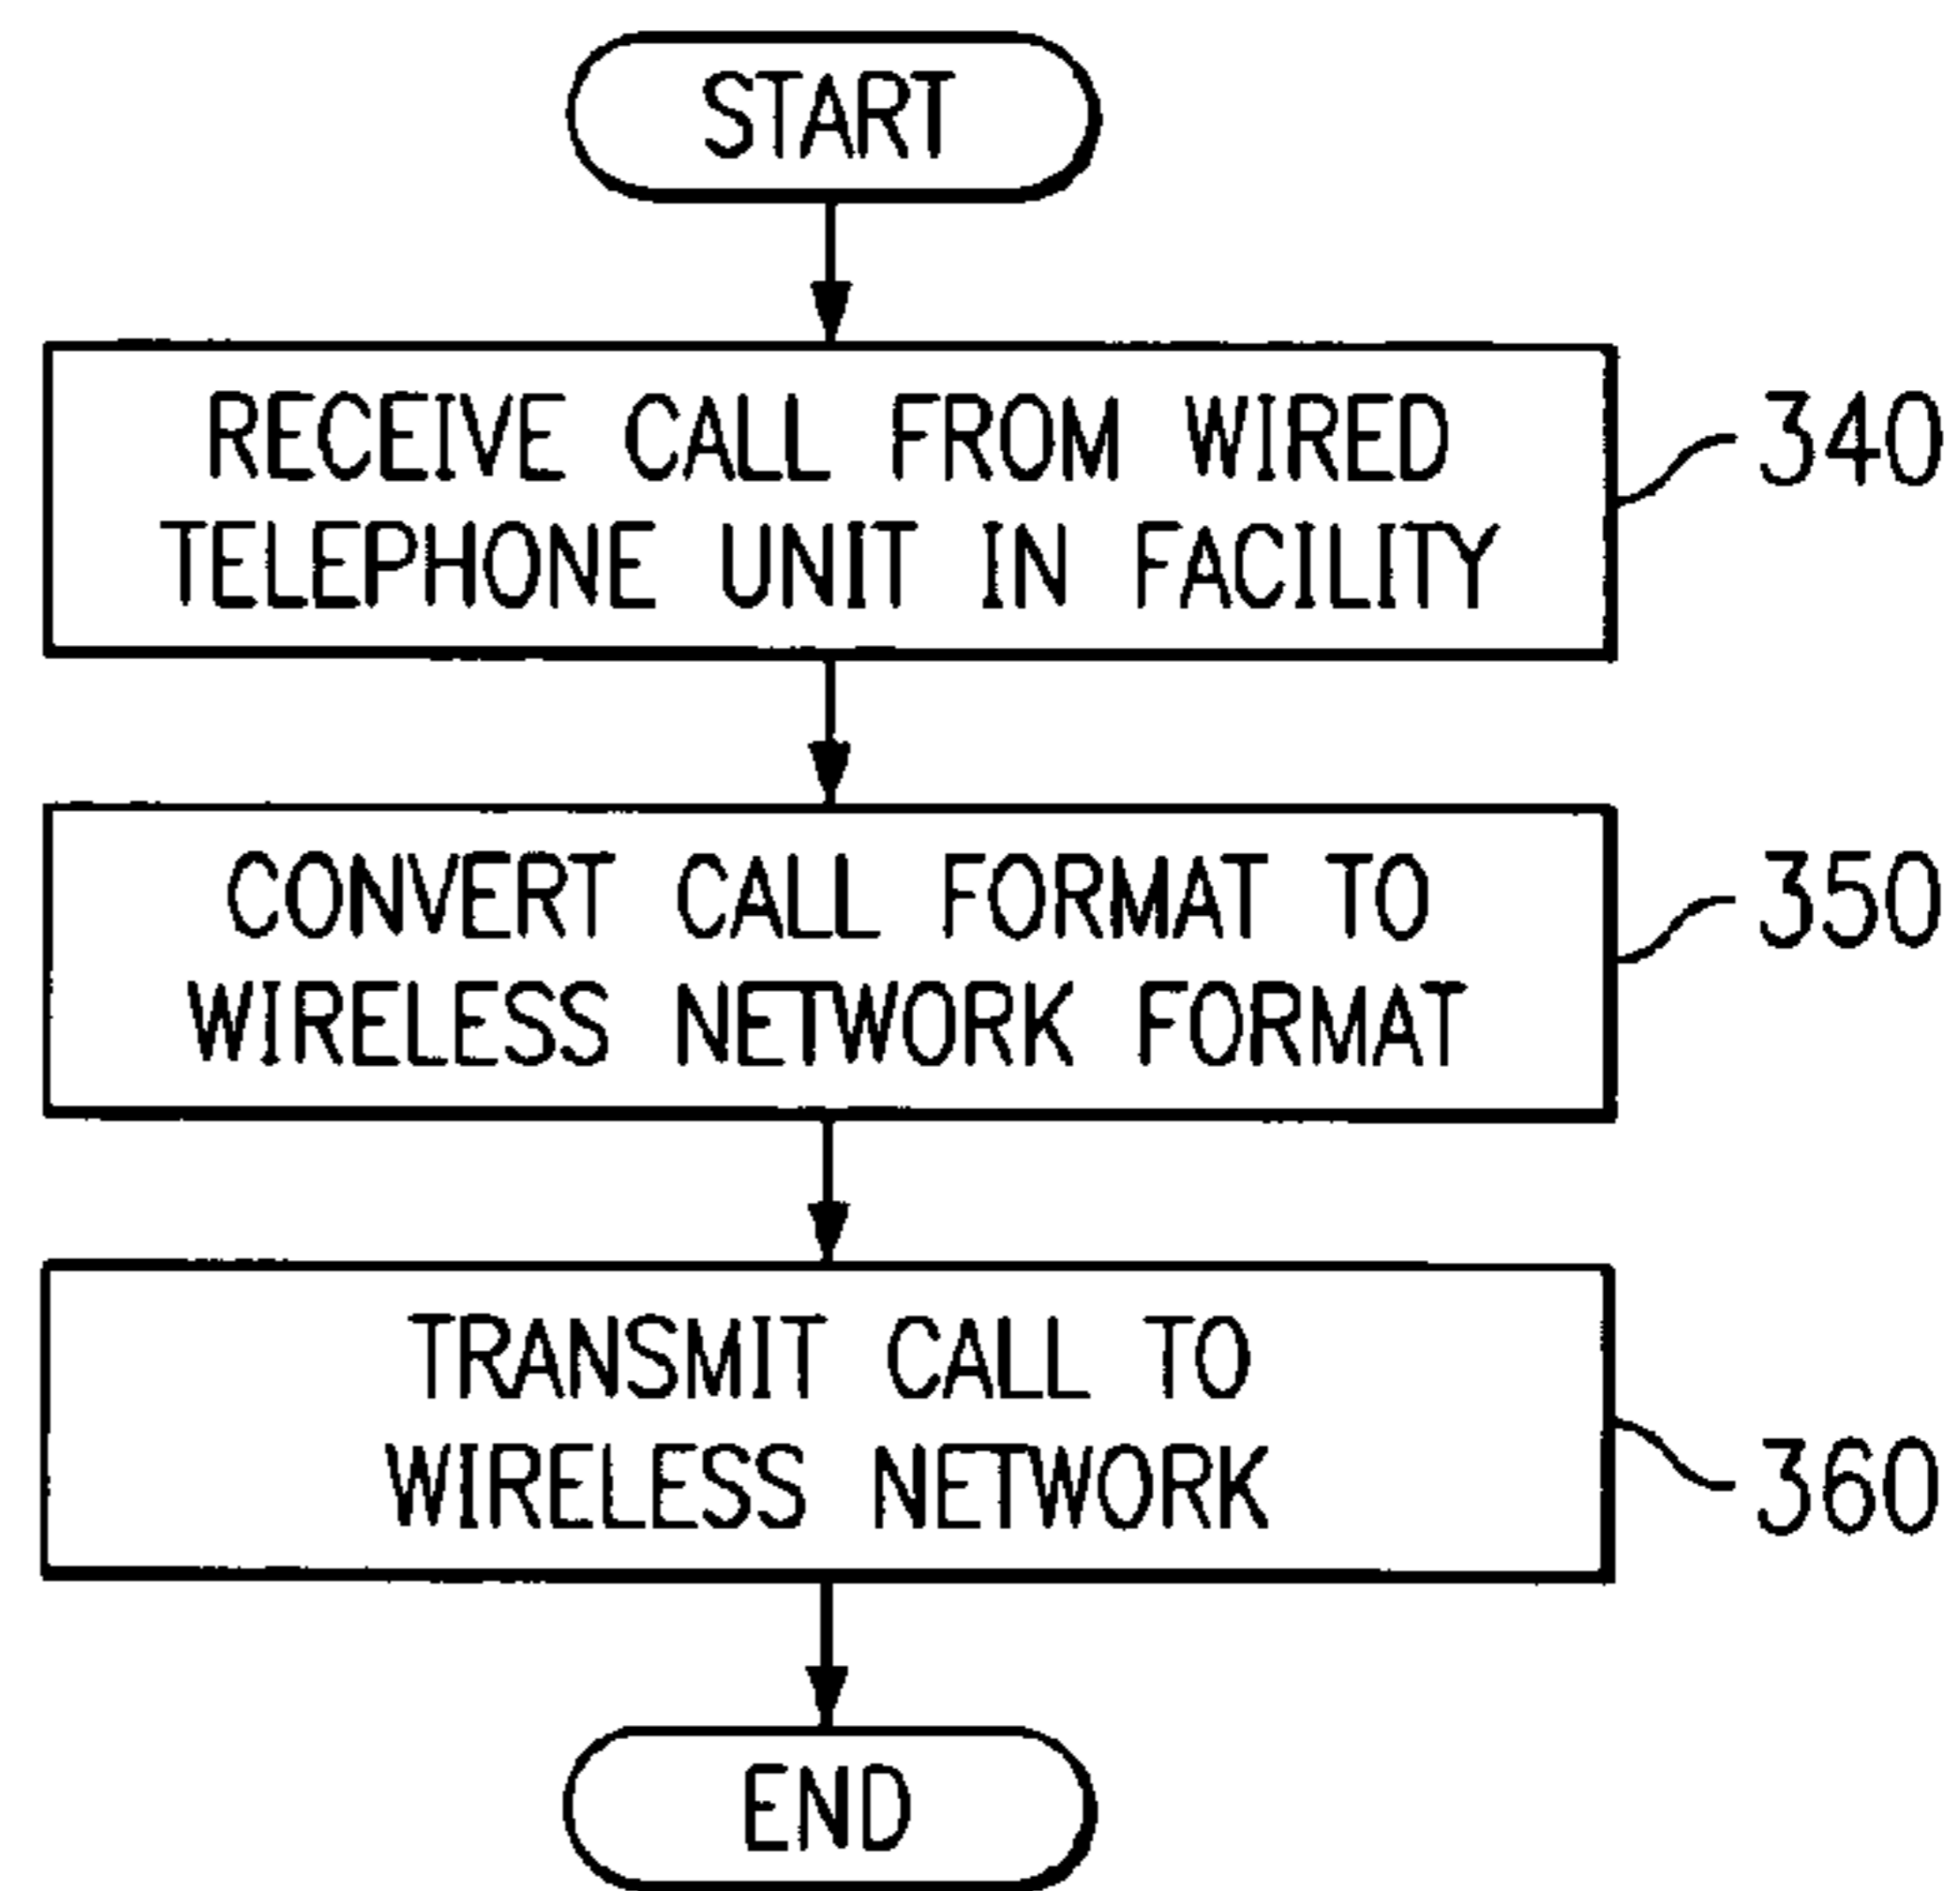 START
RECEIVE CALL FROM WIRED
TELEPHONE UNIT IN FACILITY
340
CONVERT CALL FORMAT TO
WIRELESS NETWORK FORMAT
350
TRANSMIT CALL TO
WIRELESS NETWORK
360
END